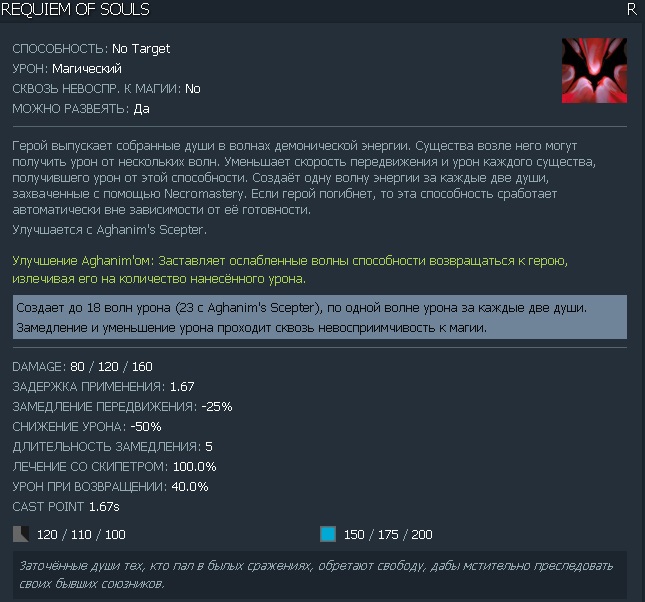 REQUIEM OF SOULS R
СПОСОБНОСТЬ: No Target
УРОН: Магический
СКВОЗЬ НЕВОСПР. К МАГИИ: No
МОЖНО РАЗВЕЯТЬ: Да
Герой выпускает собранные души в волнах демонической энергии. Существа возле него могут
получить урон от нескольких волн. Уменьшает скорость передвижения и урон каждого существа,
получившего урон от этой способности. Создаёт одну волну энергии за каждые две души,
захваченные с помощью Necromastery. Если герой погибнет, то эта способность сработает
автоматически вне зависимости от её готовности.
Улучшается с Aghanim's Scepter.
Улучшение Aghanim'ом: Заставляет ослабленные волны способности возвращаться к герою,
излечивая его на количество нанесённого урона.
Создает до 18 волн урона (23 с Aghanim's Scepter), по одной волне урона за каждые две души.
Замедление и уменьшение урона проходит сквозь невосприимчивость к магии.
DAMAGE: 80 / 120 / 160
ЗАДЕРЖКА ПРИМЕНЕНИЯ: 1.67
ЗАМЕДЛЕНИЕ ПЕРЕДВИЖЕНИЯ: -25%
СНИЖЕНИЕ УРОНА: -50%
ДЛИТЕЛЬНОСТЬ ЗАМЕДЛЕНИЯ: 5
ЛЕЧЕНИЕ СО СКИПЕТРОМ: 100.0%
УРОН ПРИ ВОЗВРАЩЕНИИ: 40.0%
CAST POINT 1.67s
120 / 110 / 100 150 / 175 / 200
Заточённые души тех, кто пал в былых сражениях, обретают свободу, дабы мстительно преследовать
своих бывших союзников.